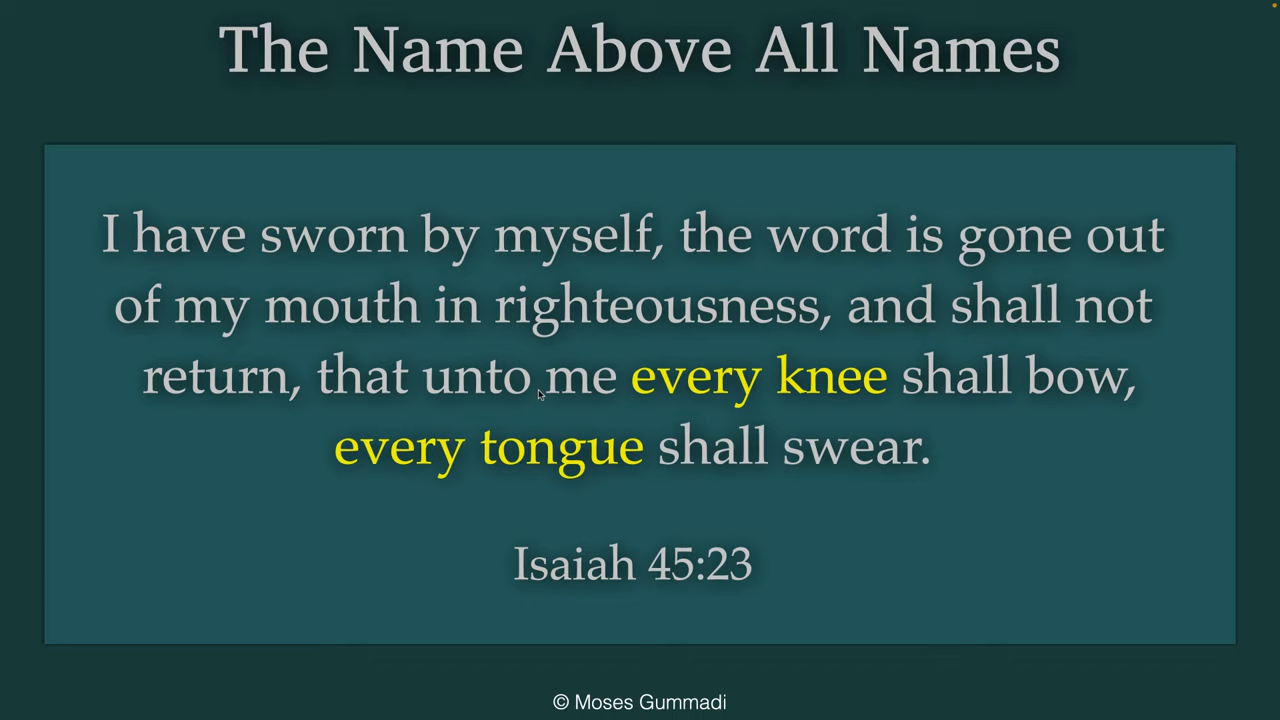 The Name Above All Names
I have sworn by myself, the word is gone out
of my mouth in righteousness, and shall not
return, that unto me every knee shall bow,
every tongue shall swear.
Isaiah 45:23
© Moses Gummadi